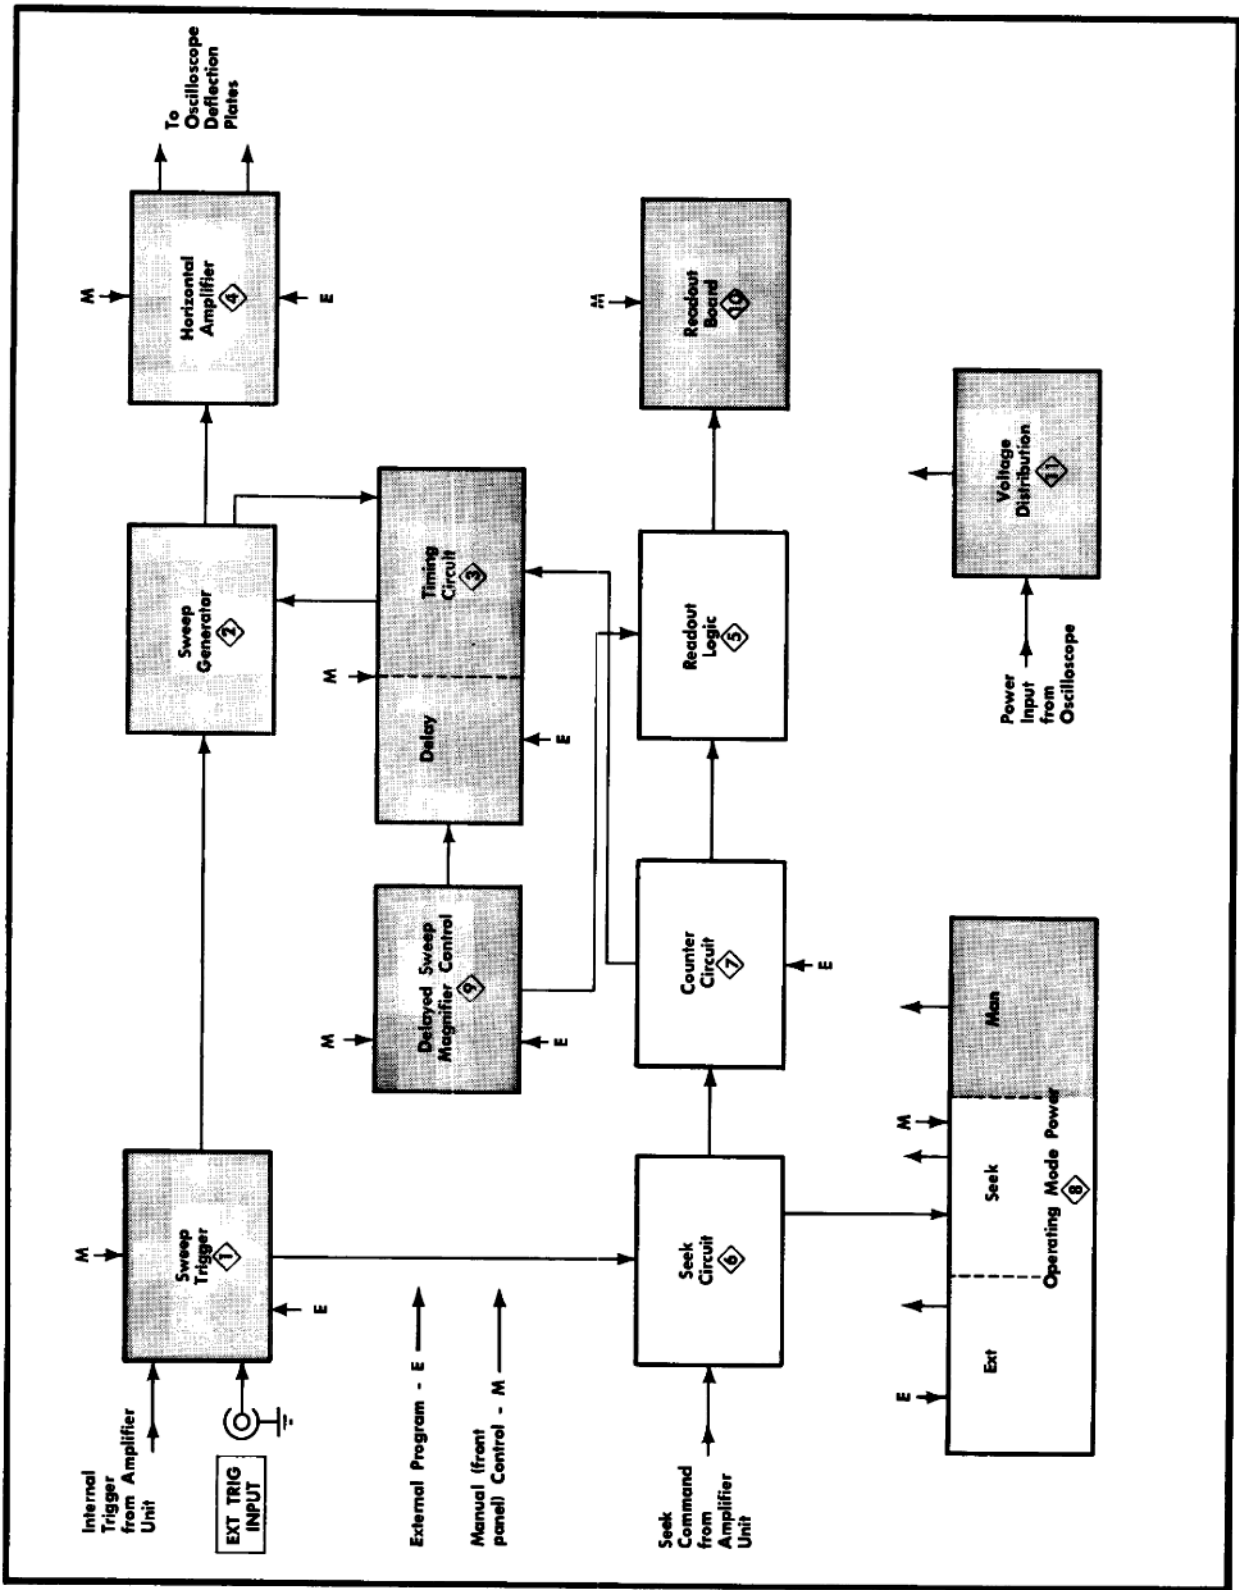 Internal
Trigger
from Amplifier
Unit
EXT TRIG
INPUT
M
Sweep
Trigger
1
E
Sweep
Generator
2
M
Horizontal
Amplifier
4
E
To
Oscilloscope
Deflection
Plates
External Program - E
Manual (front
panel) Control - M
M
Delayed Sweep
Magnifier Control
9
E
M
Delay
E
Timing
Circuit
3
Seek
Command
from
Amplifier
Unit
Seek
Circuit
6
Counter
Circuit
7
E
Readout
Logic
5
M
Readout
Board
10
E
Ext
Seek
M
Man
Operating Mode Power
8
Power
Input
from
Oscilloscope
Voltage
Distribution
11